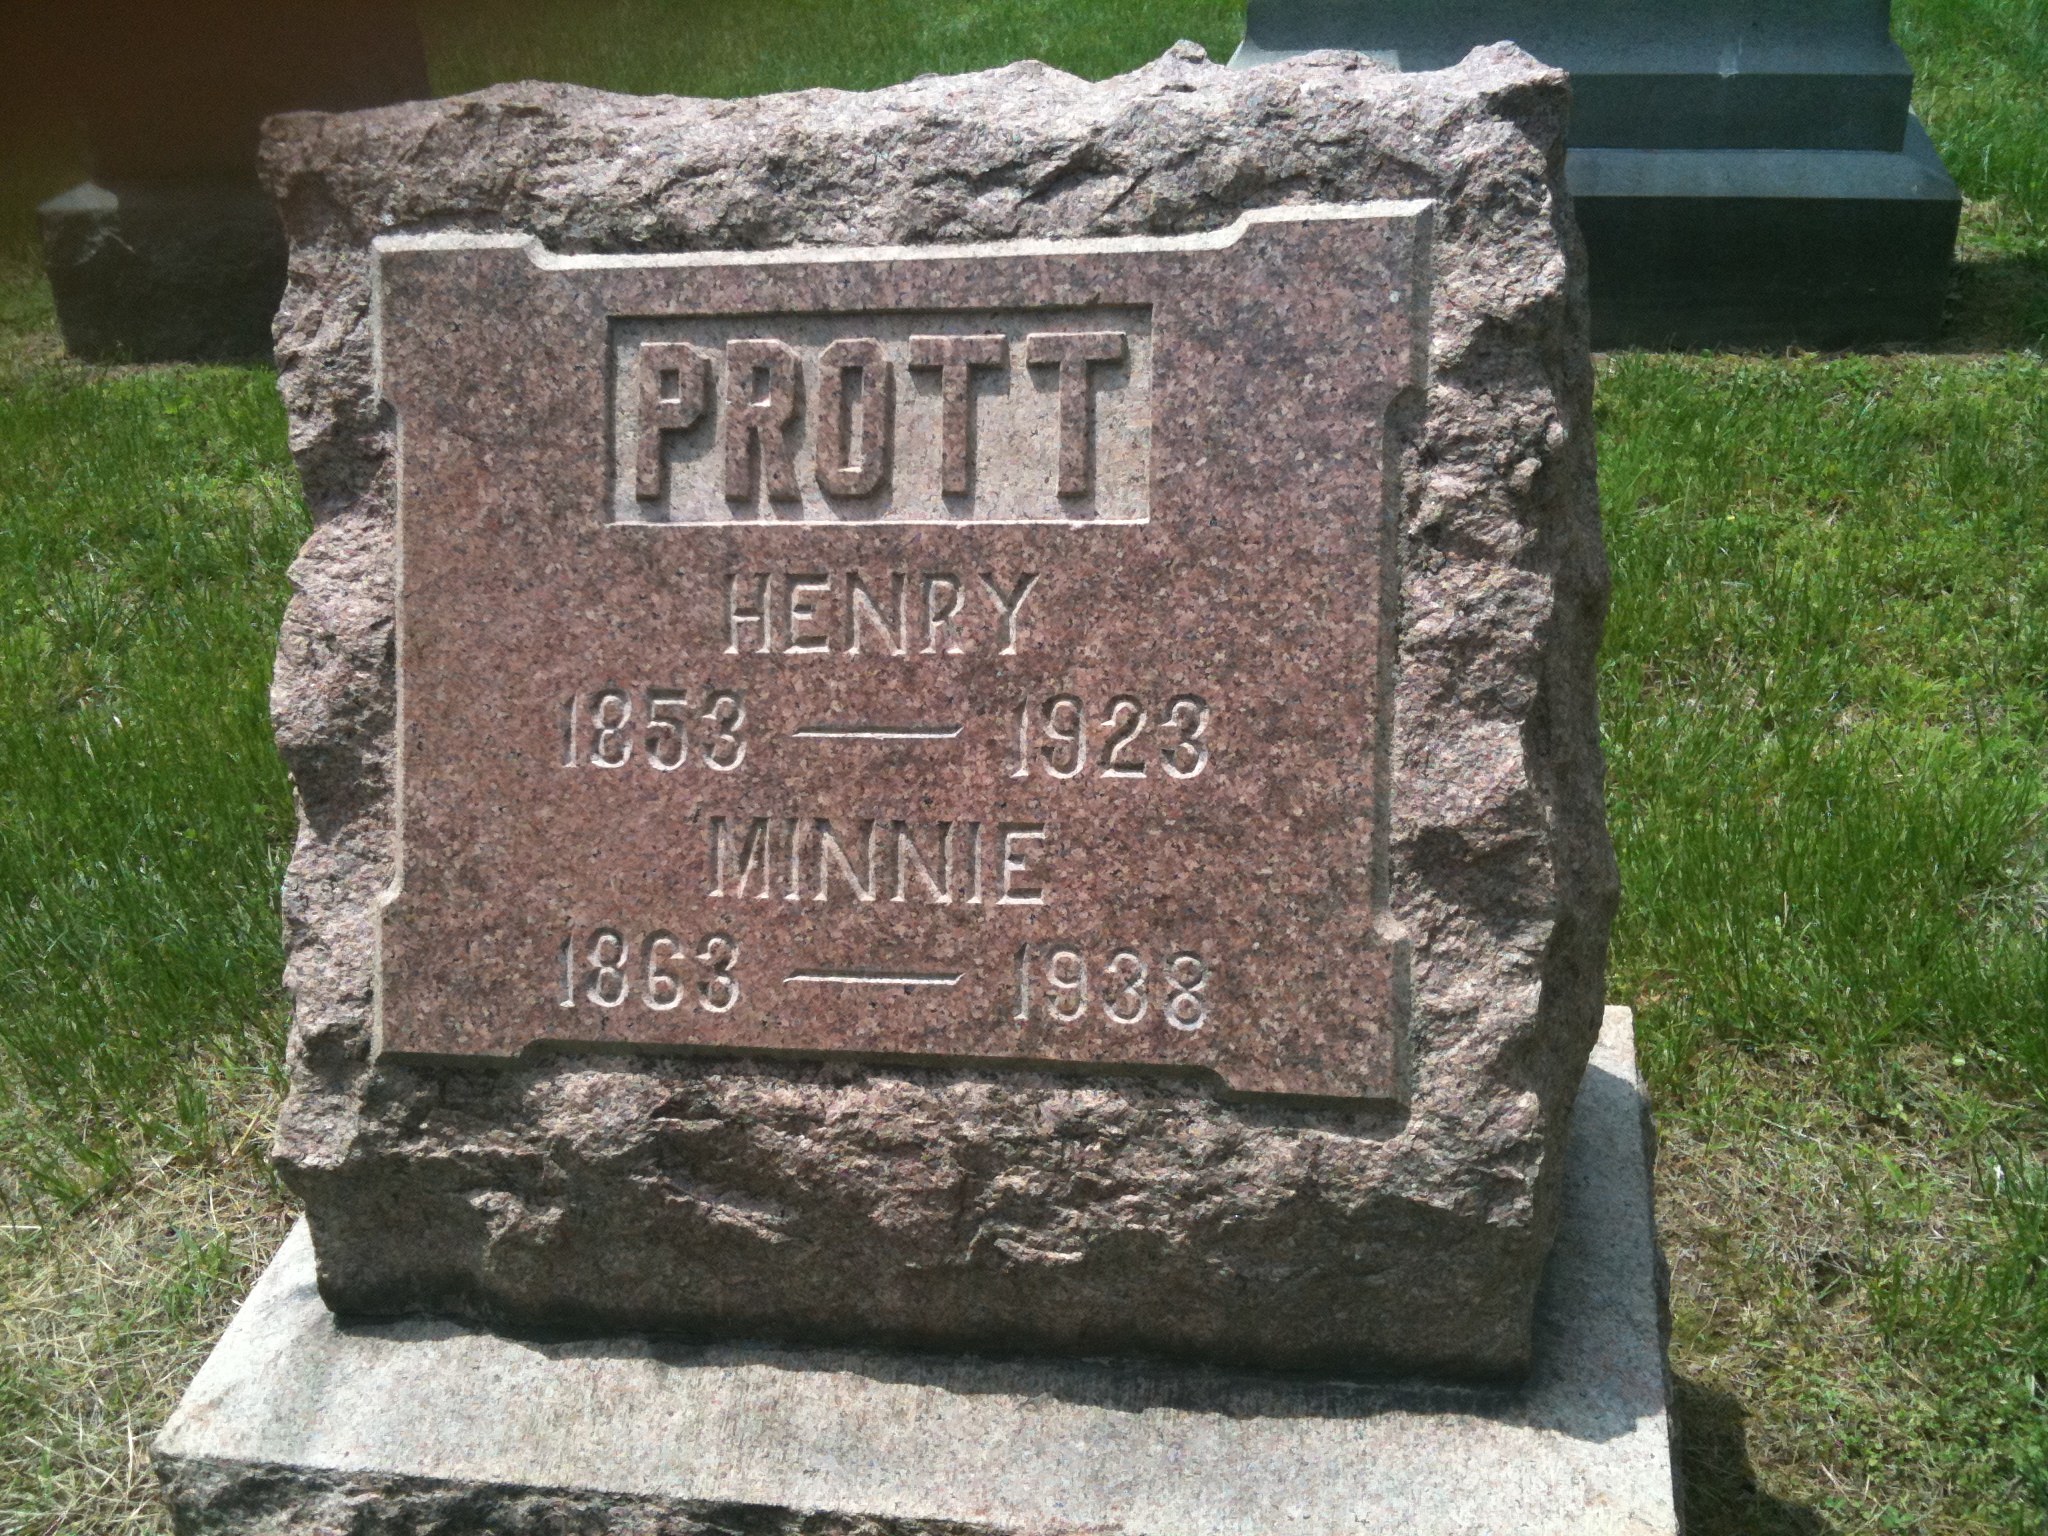 PROTT
HENRY
1853 — 1923
MINNIE
1863 — 1938